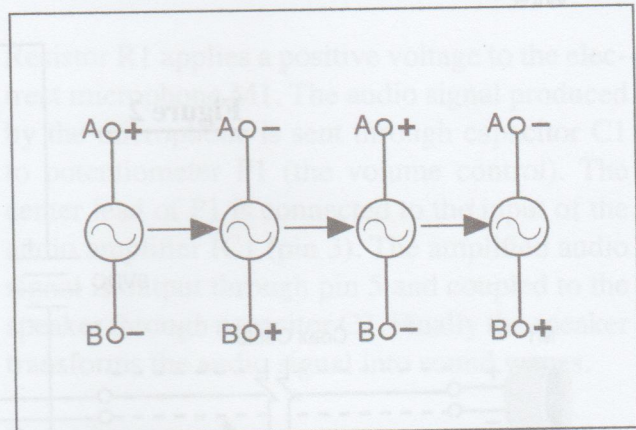 Resistor R1 applies a positive voltage to the elec-
tret microphone M1. The audio signal produced
Figure 2
A + A − A + A −
by the microphone is sent through capacitor C1
to potentiometer P1 (the volume control). The
center lead of P1 is connected to the input of the
audio amplifier (pin 3). The amplified audio
signal is output through pin 5 and coupled to the
B − B + B − B +
speaker through capacitor Finally the speaker
transforms the audio signal into sound waves.